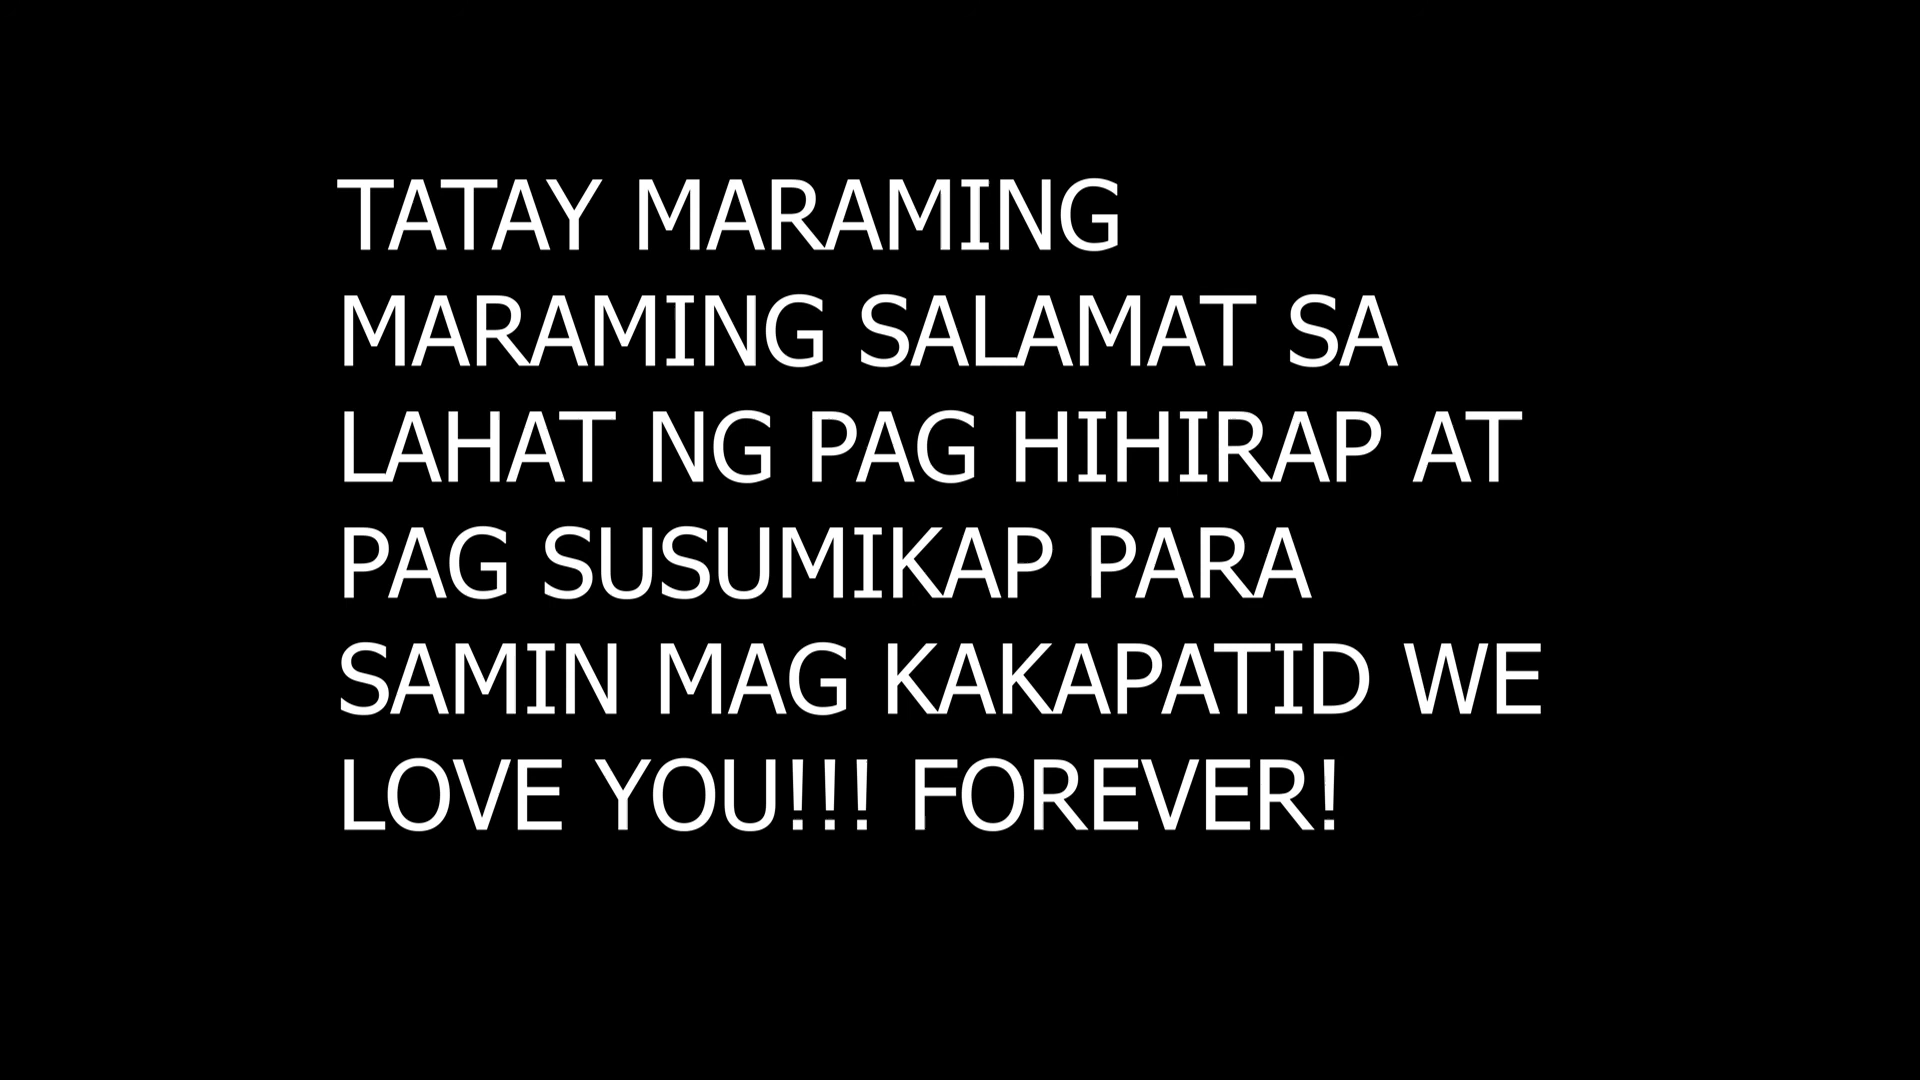 TATAY MARAMING
MARAMING SALAMAT SA
LAHAT NG PAG HIHIRAP AT
PAG SUSUMIKAP PARA
SAMIN MAG KAKAPATID WE
LOVE YOU!!! FOREVER!